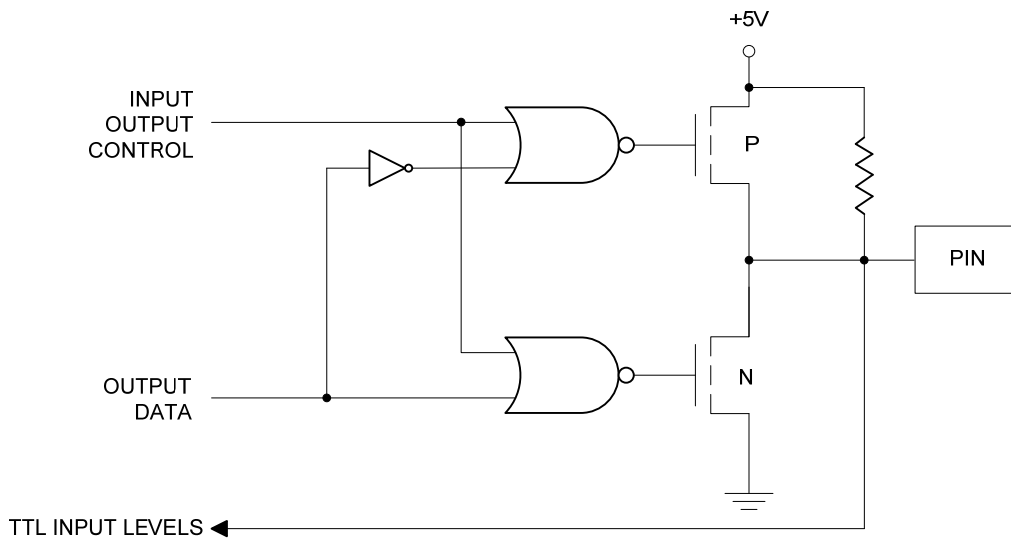 +5V
INPUT
OUTPUT
CONTROL
P
PIN
N
OUTPUT
DATA
TTL INPUT LEVELS